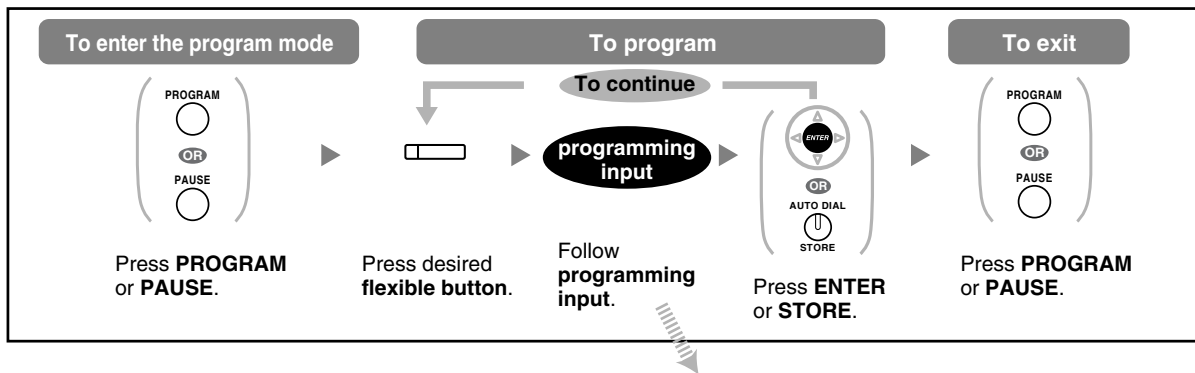 To enter the program mode
To program
To exit
To continue
PROGRAM
OR
PAUSE
programming
input
ENTER
OR
AUTO DIAL
STORE
PROGRAM
OR
PAUSE
Press PROGRAM
or PAUSE.
Press desired
flexible button.
Follow
programming
input.
Press ENTER
or STORE.
Press PROGRAM
or PAUSE.